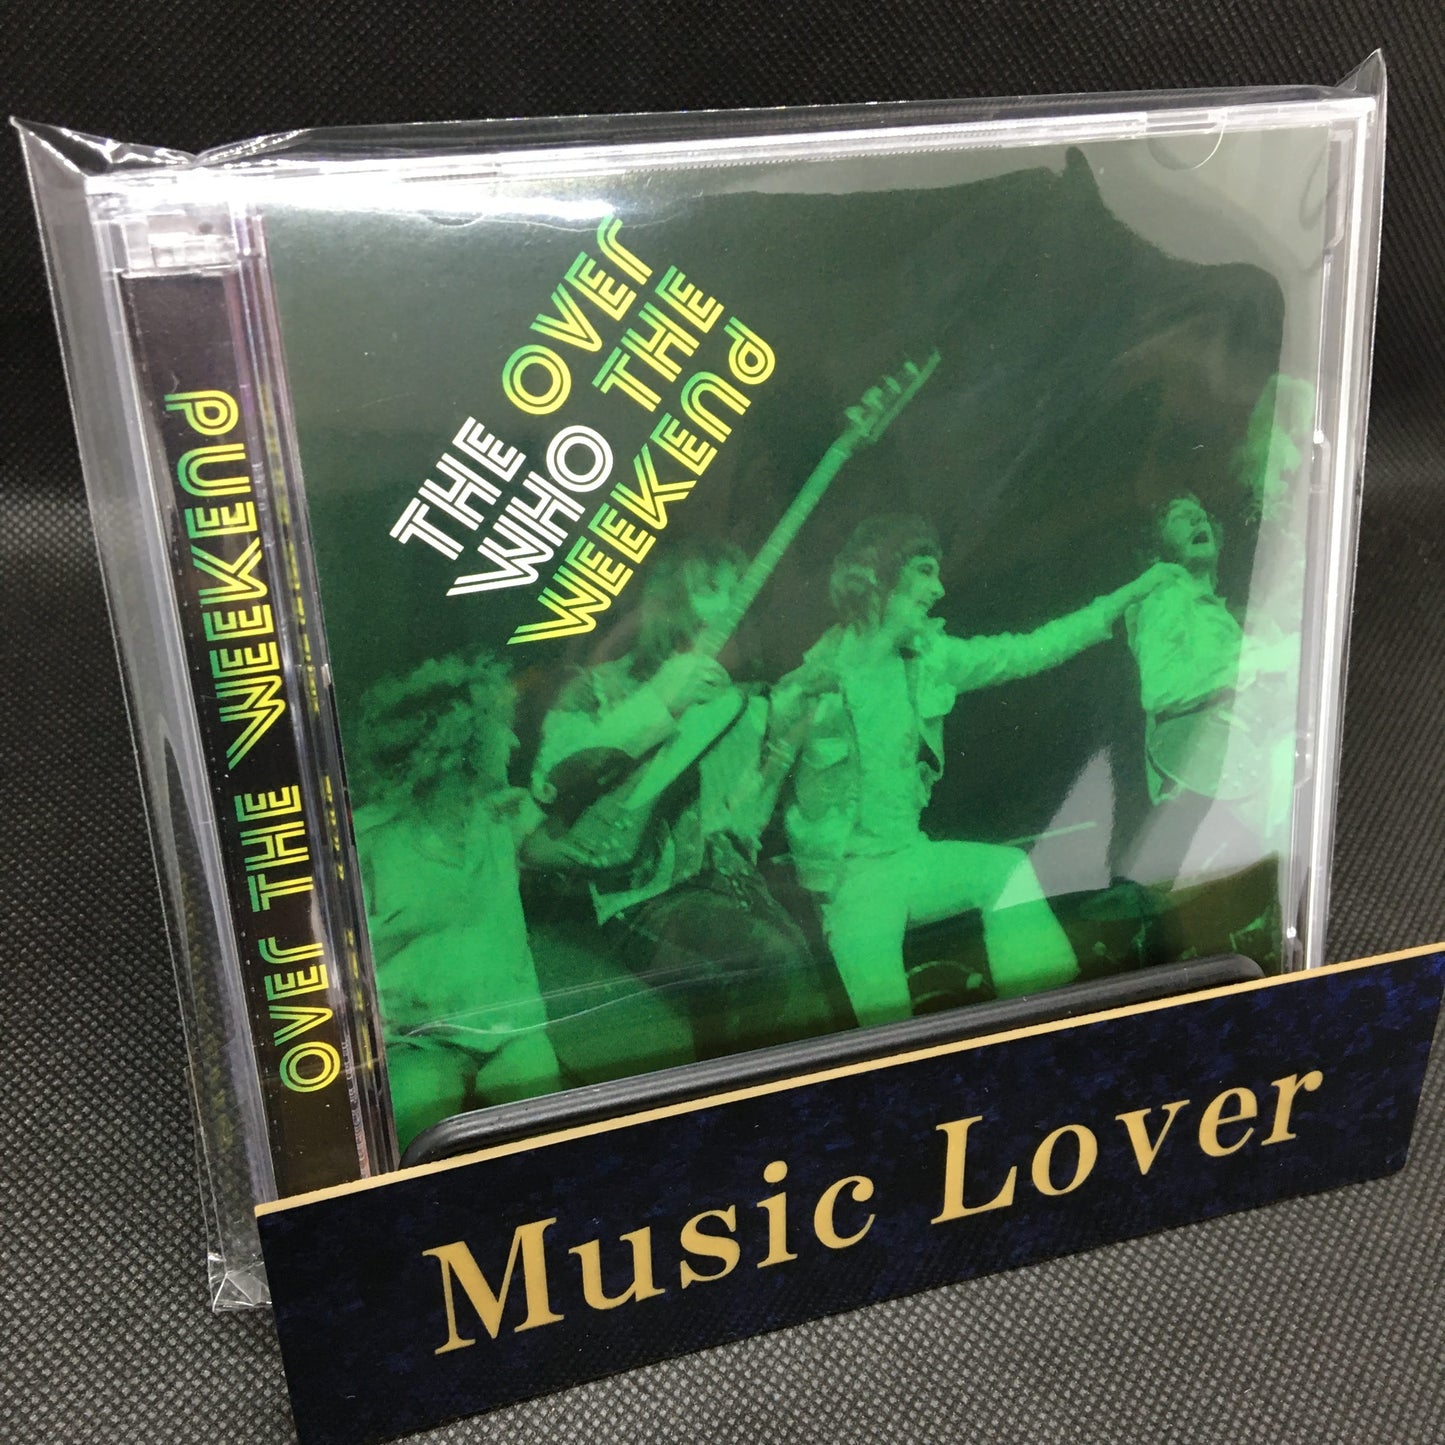 OVER THE WEEKEND
THE OVER
WHO THE
WEEKEND
Music Lover